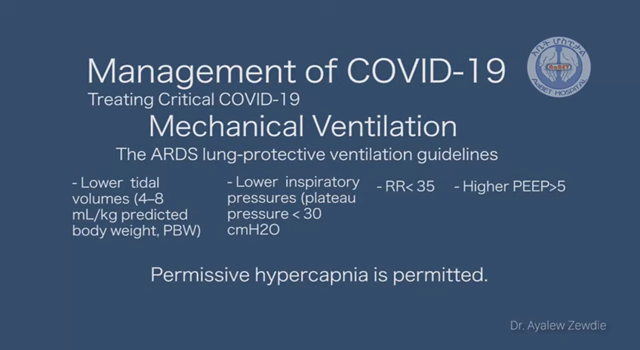 Management of COVID-19
Treating Critical COVID-19
Mechanical Ventilation
The ARDS lung-protective ventilation guidelines
- Lower tidal
volumes (4–8
mL/kg predicted
body weight, PBW)
- Lower inspiratory
pressures (plateau
pressure < 30
cmH2O
- RR< 35
- Higher PEEP>5
Permissive hypercapnia is permitted.
Dr. Ayalew Zewdie